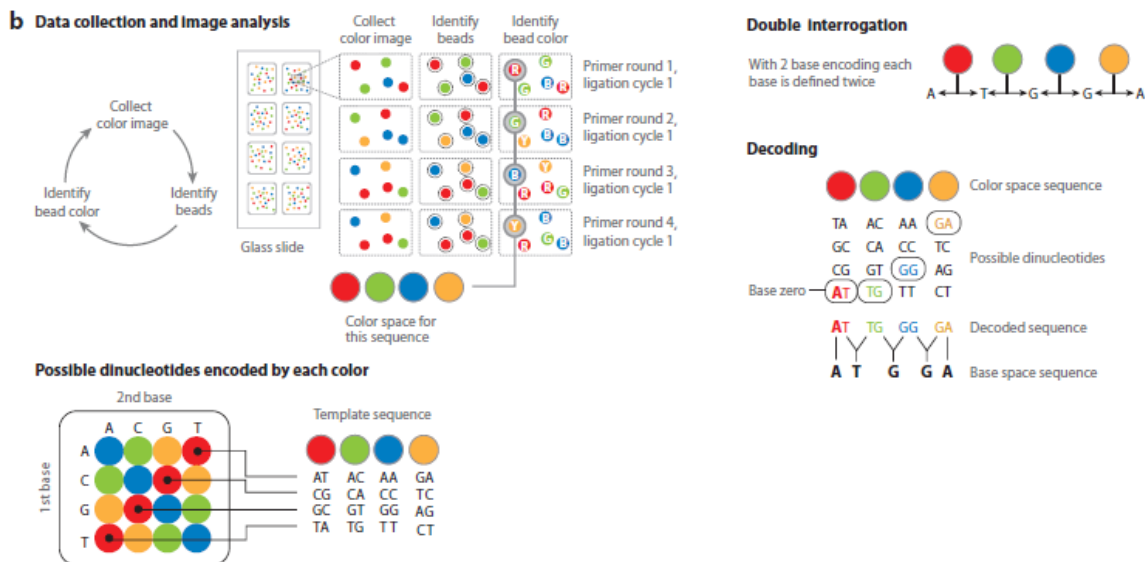 b Data collection and image analysis
Collect color image
Identify beads
Identify bead color
Collect
color image
Identify
beads
Identify
bead color
Glass slide
R G G B R
Primer round 1,
ligation cycle 1
G R Y B B
Primer round 2,
ligation cycle 1
B Y R R G
Primer round 3,
ligation cycle 1
Y B R G B
Primer round 4,
ligation cycle 1
Color space for
this sequence
Possible dinucleotides encoded by each color
2nd base
A C G T
1st base
A
C
G
T
Template sequence
AT AC AA GA
CG CA CC TC
GC GT GG AG
TA TG TT CT
Double interrogation
With 2 base encoding each
base is defined twice
A T G G A
Decoding
Color space sequence
TA AC AA GA
GC CA CC TC
CG GT GG AG
Possible dinucleotides
Base zero AT TG TT CT
AT TG GG GA Decoded sequence
A T G G A Base space sequence